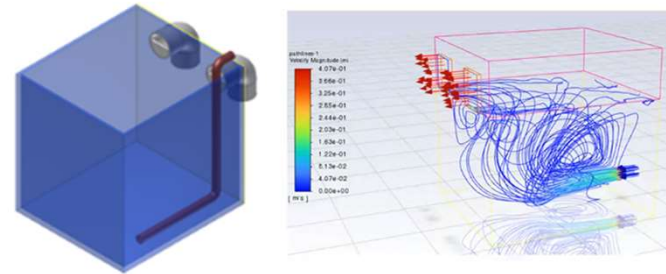 pathlines-1
Velocity Magnitude (m
4.07e-01
3.66e-01
3.25e-01
2.85e-01
2.44e-01
2.03e-01
1.63e-01
1.22e-01
8.13e-02
4.07e-02
0.00e+00
[ m/s ]